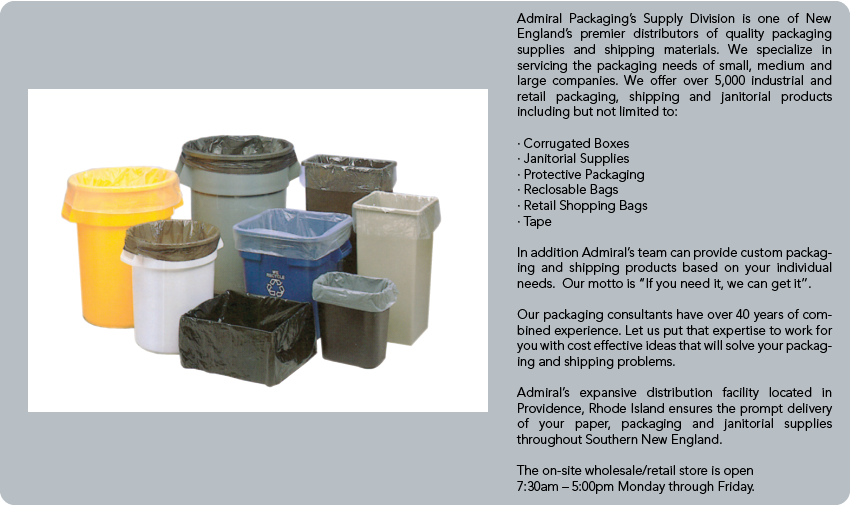 Admiral Packaging's Supply Division is one of New
England's premier distributors of quality packaging
supplies and shipping materials. We specialize in
servicing the packaging needs of small, medium and
large companies. We offer over 5,000 industrial and
retail packaging, shipping and janitorial products
including but not limited to:
· Corrugated Boxes
· Janitorial Supplies
· Protective Packaging
· Reclosable Bags
· Retail Shopping Bags
· Tape
In addition Admiral's team can provide custom packag-
ing and shipping products based on your individual
needs.  Our motto is "If you need it, we can get it".
Our packaging consultants have over 40 years of com-
bined experience. Let us put that expertise to work for
you with cost effective ideas that will solve your packag-
ing and shipping problems.
Admiral's expansive distribution facility located in
Providence, Rhode Island ensures the prompt delivery
of your paper, packaging and janitorial supplies
throughout Southern New England.
The on-site wholesale/retail store is open
7:30am – 5:00pm Monday through Friday.
WE
RECYCLE